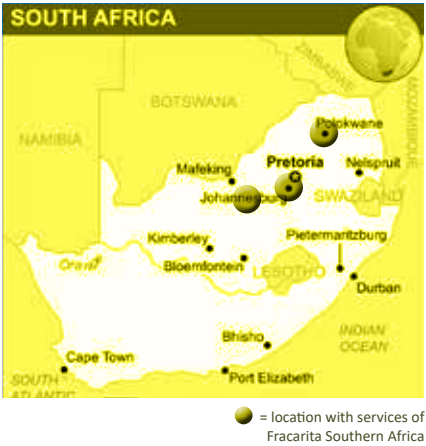 SOUTH AFRICA
ZIMBABWE
MOZAMBIQUE
BOTSWANA
Polokwane
NAMIBIA
Pretoria
Mafeking
Nelspruit
Johannesburg
SWAZILAND
Kimberley
Pietermaritzburg
Bloemfontein
LESOTHO
Durban
INDIAN
OCEAN
Bhisho
Cape Town
SOUTH
ATLANTIC
Port Elizabeth
= location with services of
Fracarita Southern Africa